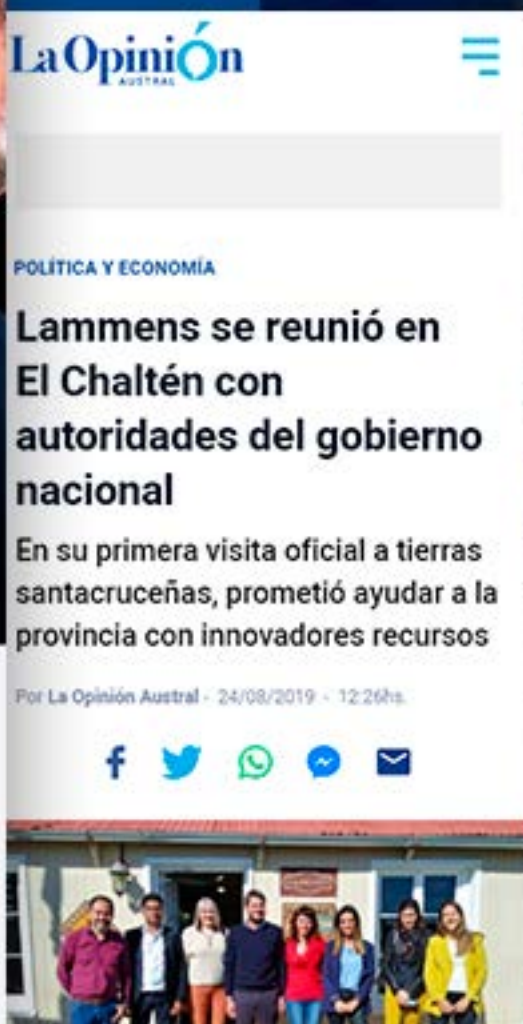 La Opinión
AUSTRAL
POLÍTICA Y ECONOMÍA
Lammens se reunió en
El Chaltén con
autoridades del gobierno
nacional
En su primera visita oficial a tierras
santacruceñas, prometió ayudar a la
provincia con innovadores recursos
Por La Opinión Austral - 24/08/2019 - 12:26hs.